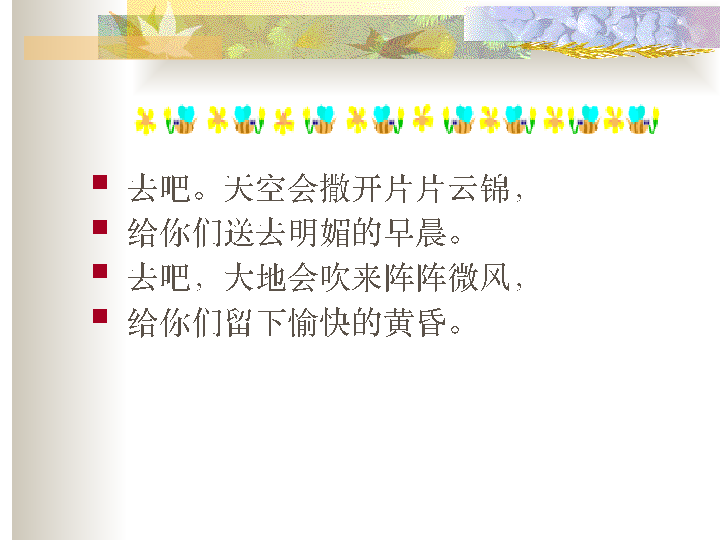 去吧。天空会撒开片片云锦，
给你们送去明媚的早晨。
去吧，大地会吹来阵阵微风，
给你们留下愉快的黄昏。